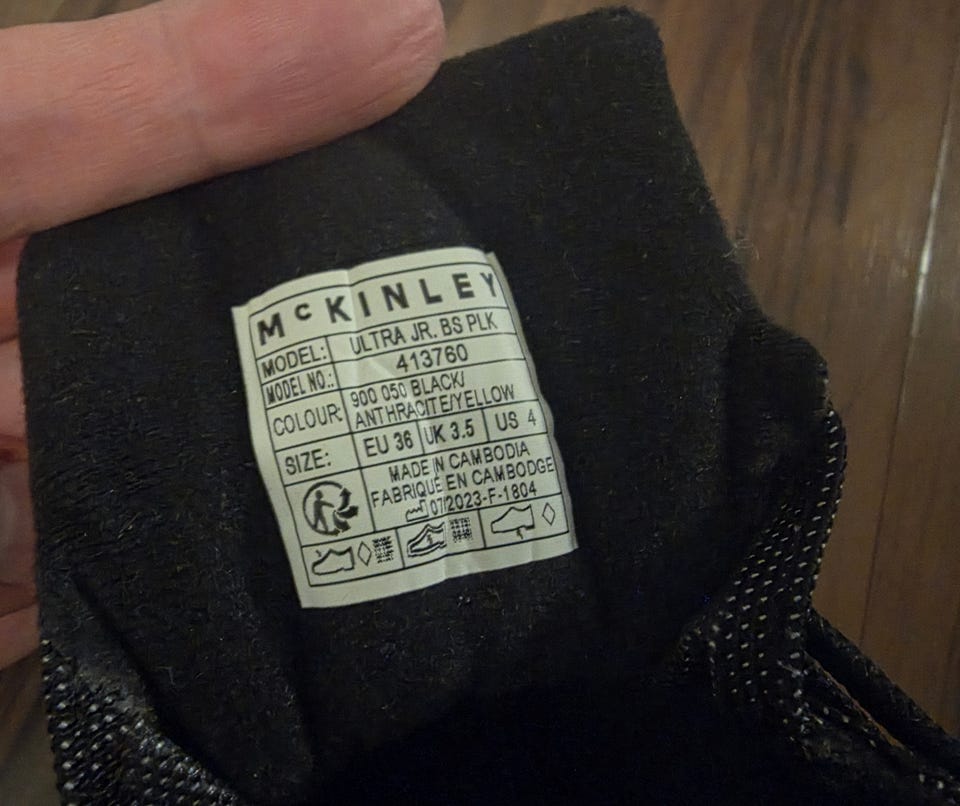 McKINLEY
MODEL: ULTRA JR. BS PLK
MODEL NO.: 413760
COLOUR: 900 050 BLACK/
ANTHRACITE/YELLOW
SIZE: EU 36 UK 3.5 US 4
MADE IN CAMBODIA
FABRIQUÉ EN CAMBODGE
07/2023-F-1804